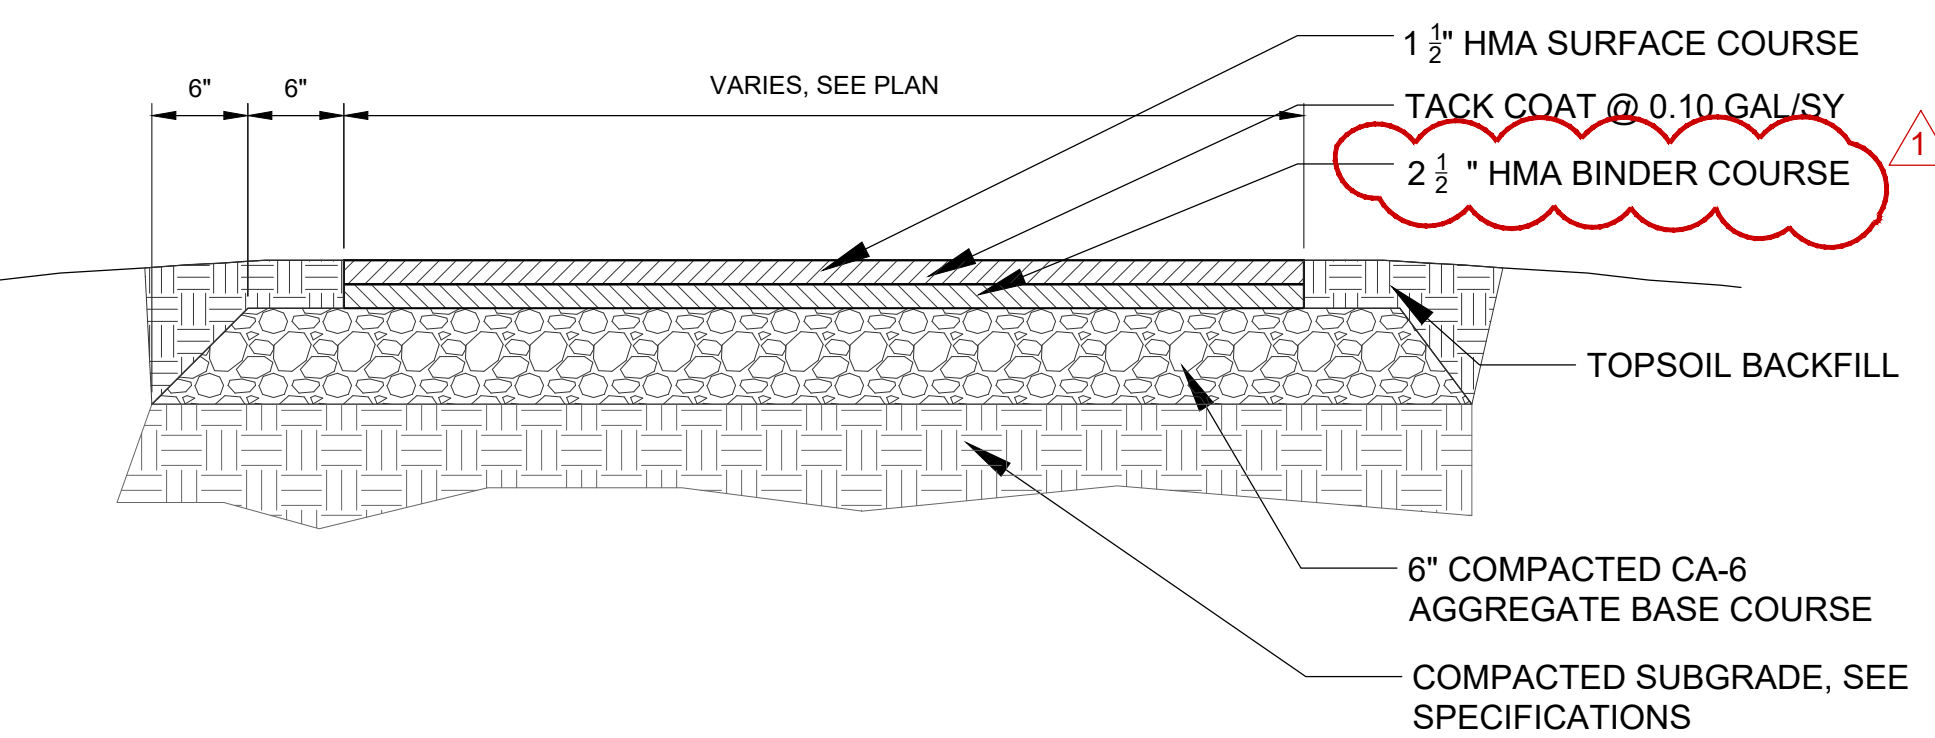 1 1/2" HMA SURFACE COURSE
6"
6"
VARIES, SEE PLAN
TACK COAT @ 0.10 GAL/SY
1
2 1/2 " HMA BINDER COURSE
TOPSOIL BACKFILL
6" COMPACTED CA-6
AGGREGATE BASE COURSE
COMPACTED SUBGRADE, SEE
SPECIFICATIONS